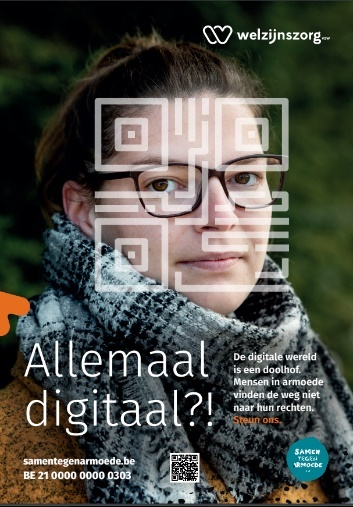 welzijnszorg vzw
Allemaal
digitaal?!
De digitale wereld
is een doolhof.
Mensen in armoede
vinden de weg niet
naar hun rechten.
Steun ons.
samentegenarmoede.be
BE 21 0000 0000 0303
SAMEN
TEGEN
ARMOEDE